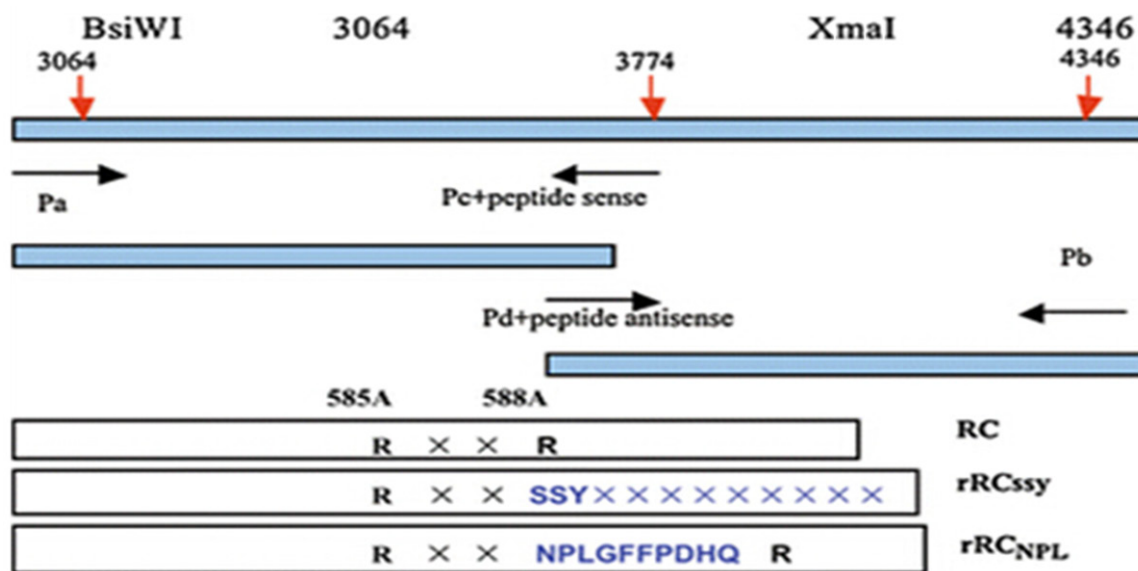 BsiWI 3064 XmaI 4346
3064 3774 4346
Pa Pc+peptide sense
Pb
Pd+peptide antisense
585A 588A
R × × R RC
R × × SSY××××××××× rRCssy
R × × NPLGFFPDHQ R rRCNPL